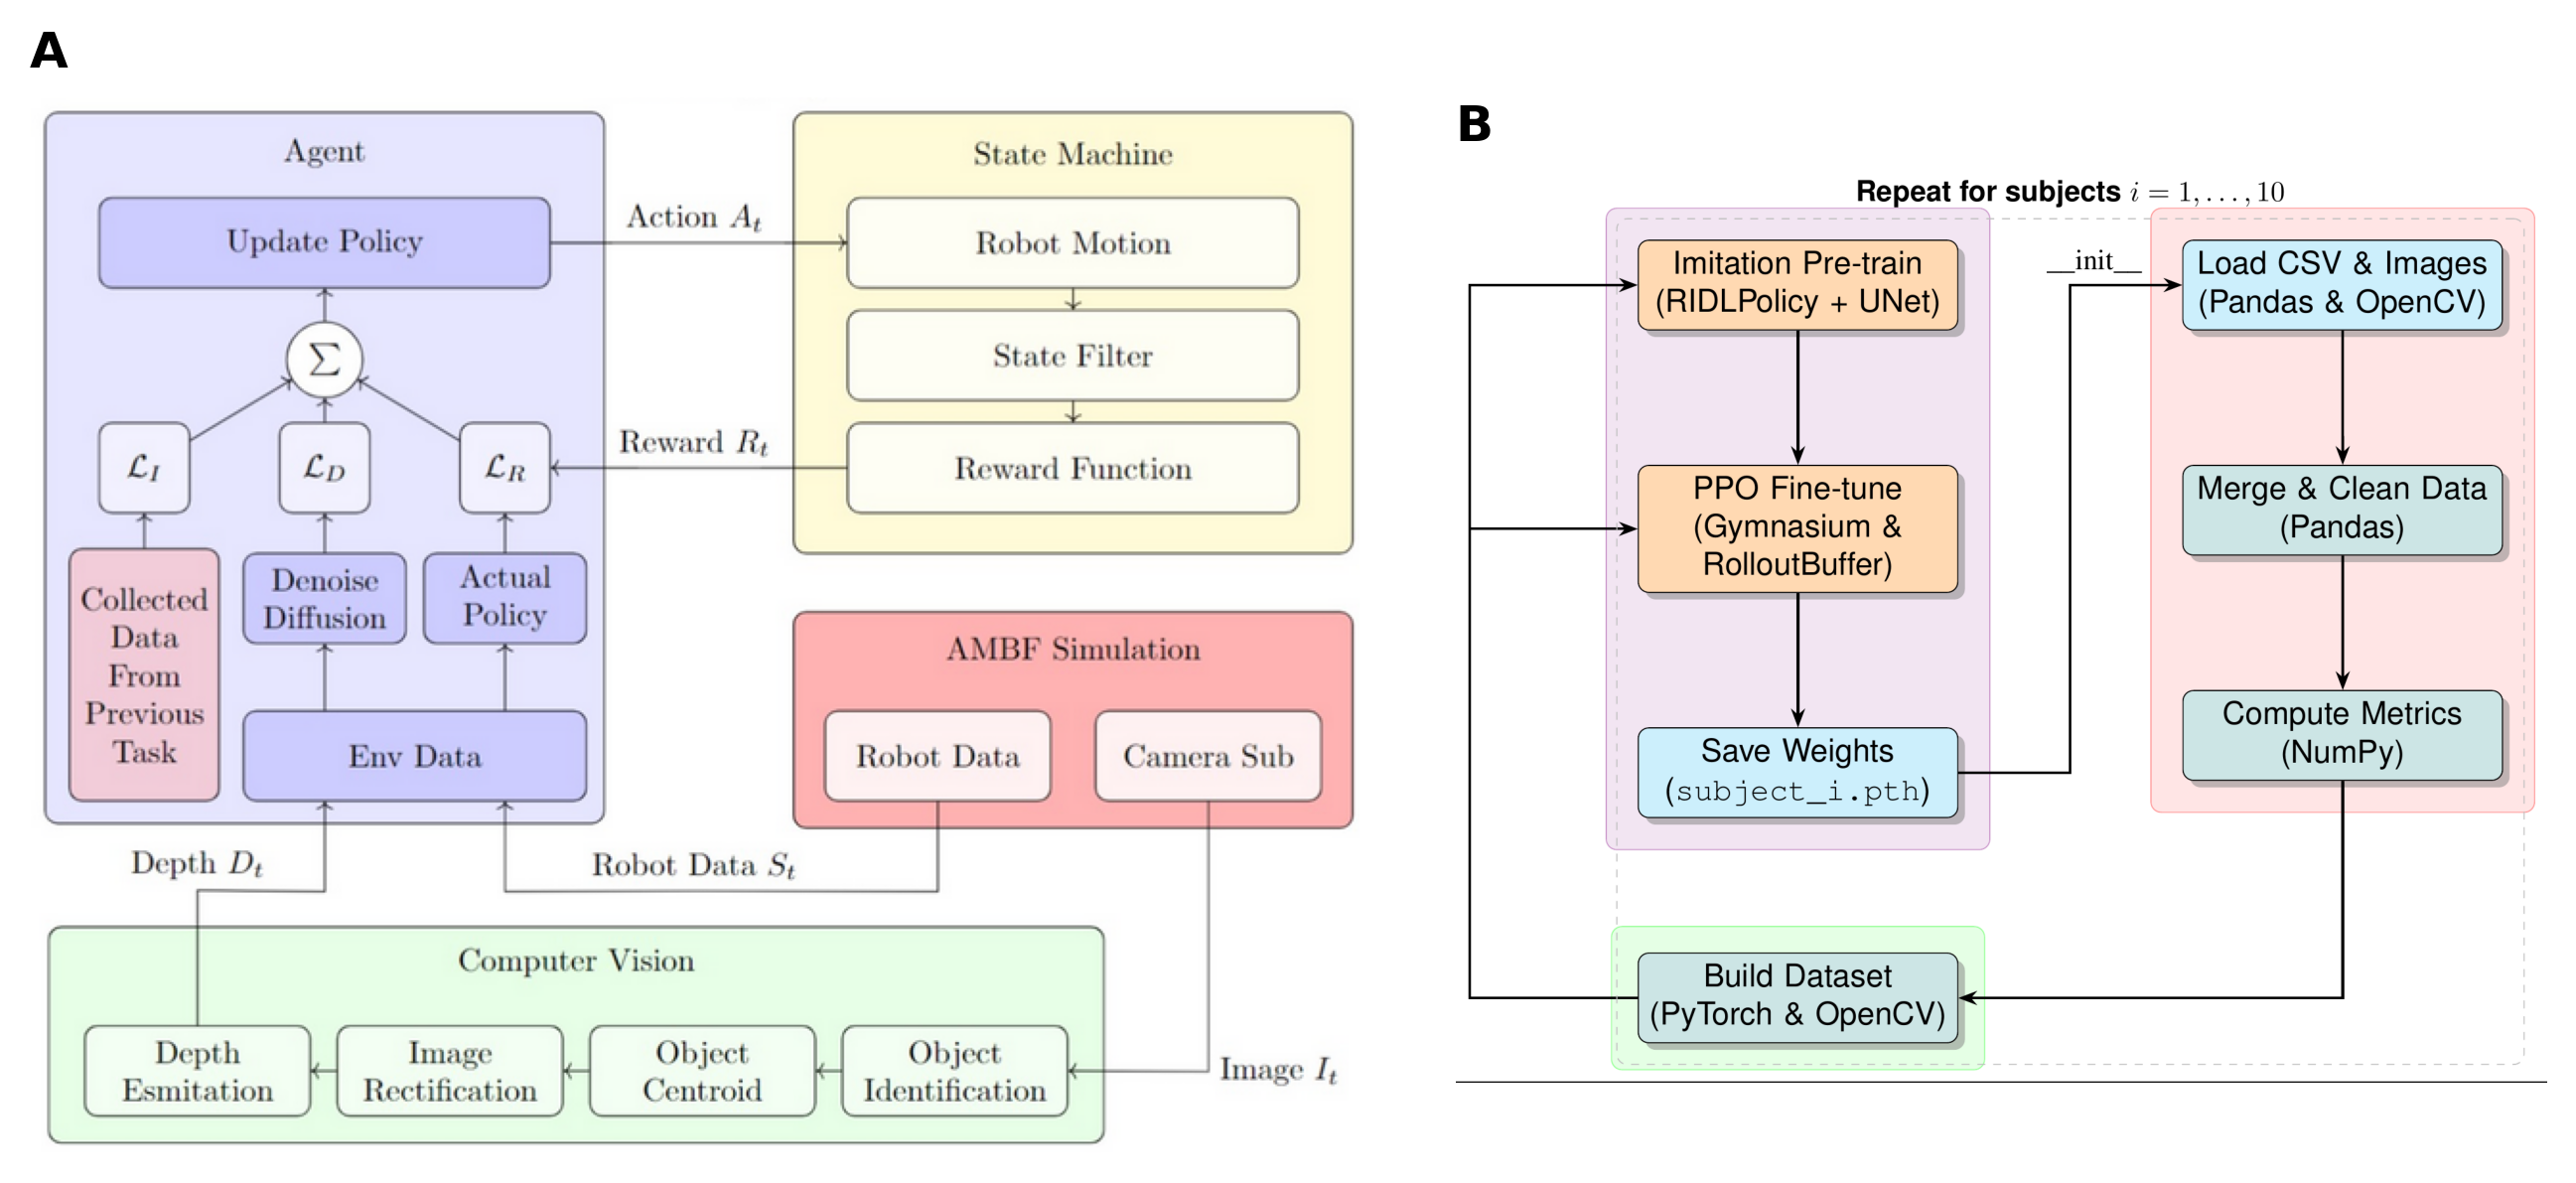 A
Agent
Update Policy
Σ
ℒ_I
ℒ_D
ℒ_R
Collected
Data
From
Previous
Task
Denoise
Diffusion
Actual
Policy
Env Data
Action A_t
Reward R_t
State Machine
Robot Motion
State Filter
Reward Function
AMBF Simulation
Robot Data
Camera Sub
Depth D_t
Robot Data S_t
Image I_t
Computer Vision
Depth
Esmitation
Image
Rectification
Object
Centroid
Object
Identification
B
Repeat for subjects i = 1, . . . , 10
Imitation Pre-train
(RIDLPolicy + UNet)
PPO Fine-tune
(Gymnasium &
RolloutBuffer)
Save Weights
(subject_i.pth)
__init__
Load CSV & Images
(Pandas & OpenCV)
Merge & Clean Data
(Pandas)
Compute Metrics
(NumPy)
Build Dataset
(PyTorch & OpenCV)